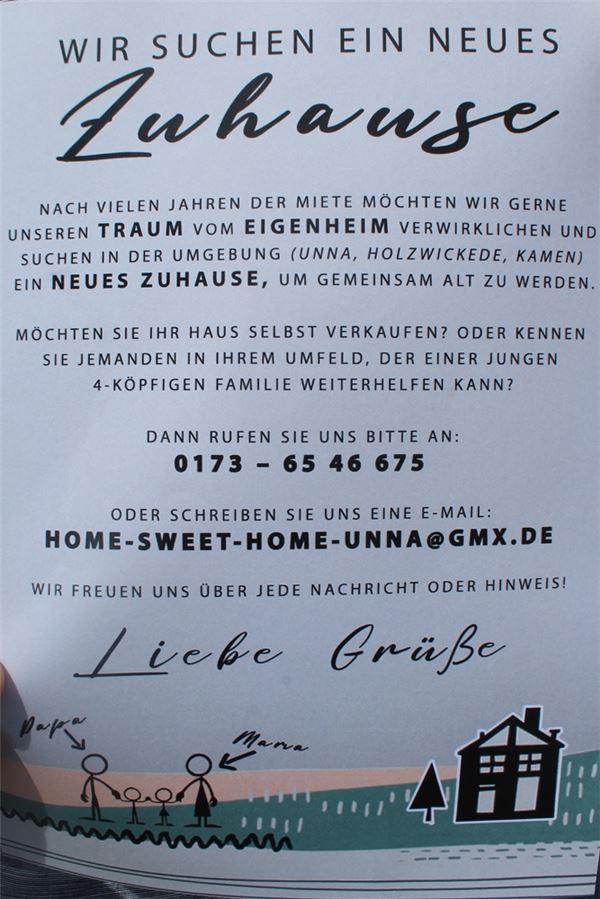 WIR SUCHEN EIN NEUES
Zuhause
NACH VIELEN JAHREN DER MIETE MÖCHTEN WIR GERNE
UNSEREN TRAUM VOM EIGENHEIM VERWIRKLICHEN UND
SUCHEN IN DER UMGEBUNG (UNNA, HOLZWICKEDE, KAMEN)
EIN NEUES ZUHAUSE, UM GEMEINSAM ALT ZU WERDEN.
MÖCHTEN SIE IHR HAUS SELBST VERKAUFEN? ODER KENNEN
SIE JEMANDEN IN IHREM UMFELD, DER EINER JUNGEN
4-KÖPFIGEN FAMILIE WEITERHELFEN KANN?
DANN RUFEN SIE UNS BITTE AN:
0173 – 65 46 675
ODER SCHREIBEN SIE UNS EINE E-MAIL:
HOME-SWEET-HOME-UNNA@GMX.DE
WIR FREUEN UNS ÜBER JEDE NACHRICHT ODER HINWEIS!
Liebe Grüße
Papa
Mama